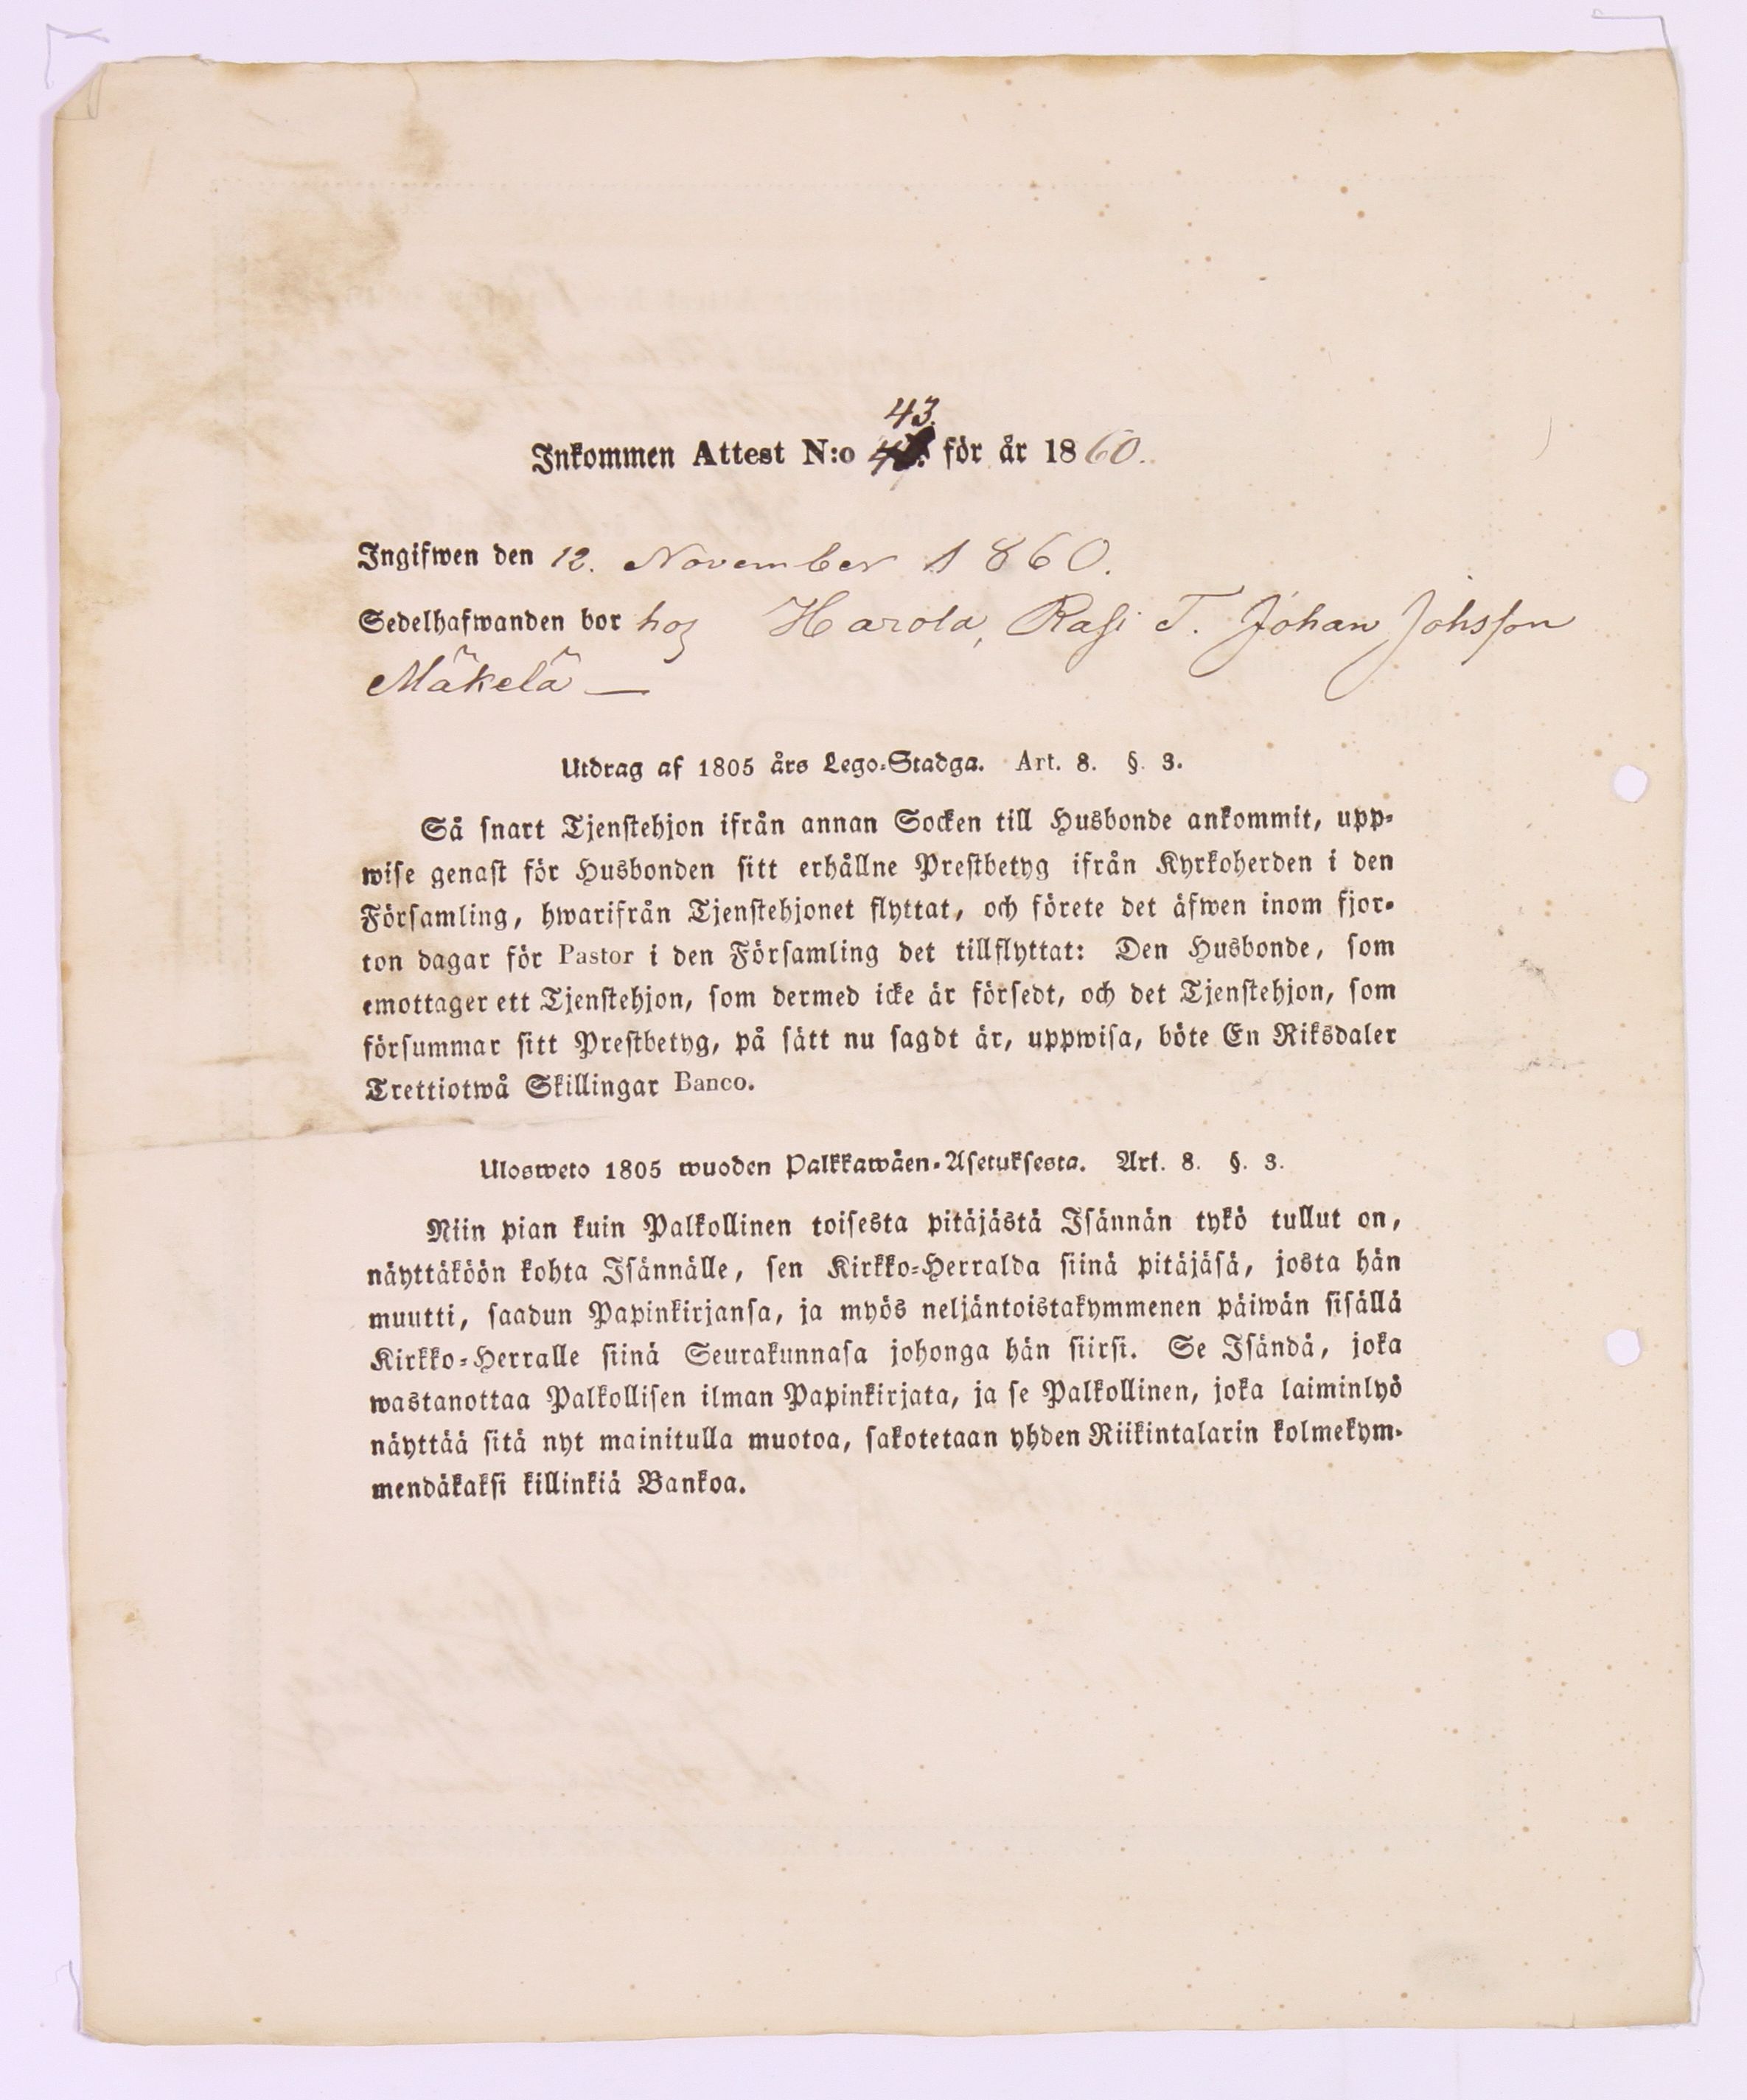 43.
Inkommen Attest N:o för år 1860.
Ingifwen den 12. November 1860.
Sedelhafwanden bor hos Harola, Rasi T. Johan Johsson
Mäkelä —
Utdrag af 1805 års Lego-Stadga. Art. 8. §. 3.
Så snart Tjenstehjon ifrån annan Socken till Husbonde ankommit, upp-
wise genast för Husbonden sitt erhållne Prestbetyg ifrån Kyrkoherden i den
Församling, hwarifrån Tjenstehjonet flyttat, och förete det äfwen inom fjor-
ton dagar för Pastor i den Församling det tillflyttat: Den Husbonde, som
emottager ett Tjenstehjon, som dermed icke är försedt, och det Tjenstehjon, som
försummar sitt Prestbetyg, på sätt nu sagdt är, uppwisa, böte En Riksdaler
Trettiotwå Skillingar Banco.
Ulosweto 1805 wuoden Palkkawäen-Asetuksesta. Art. 8. §. 3.
Niin pian kuin Palkollinen toisesta pitäjästä Isännän tykö tullut on,
näyttäköön kohta Isännälle, sen Kirkko-Herralda siinä pitäjäsä, josta hän
muutti, saadun Papinkirjansa, ja myös neljäntoistakymmenen päiwän sisällä
Kirkko-Herralle siinä Seurakunnasa johonga hän siirsi. Se Isändä, joka
wastanottaa Palkollisen ilman Papinkirjata, ja se Palkollinen, joka laiminlyö
näyttää sitä nyt mainitulla muotoa, sakotetaan yhden Riikintalarin kolmekym-
mendäkaksi killinkiä Bankoa.